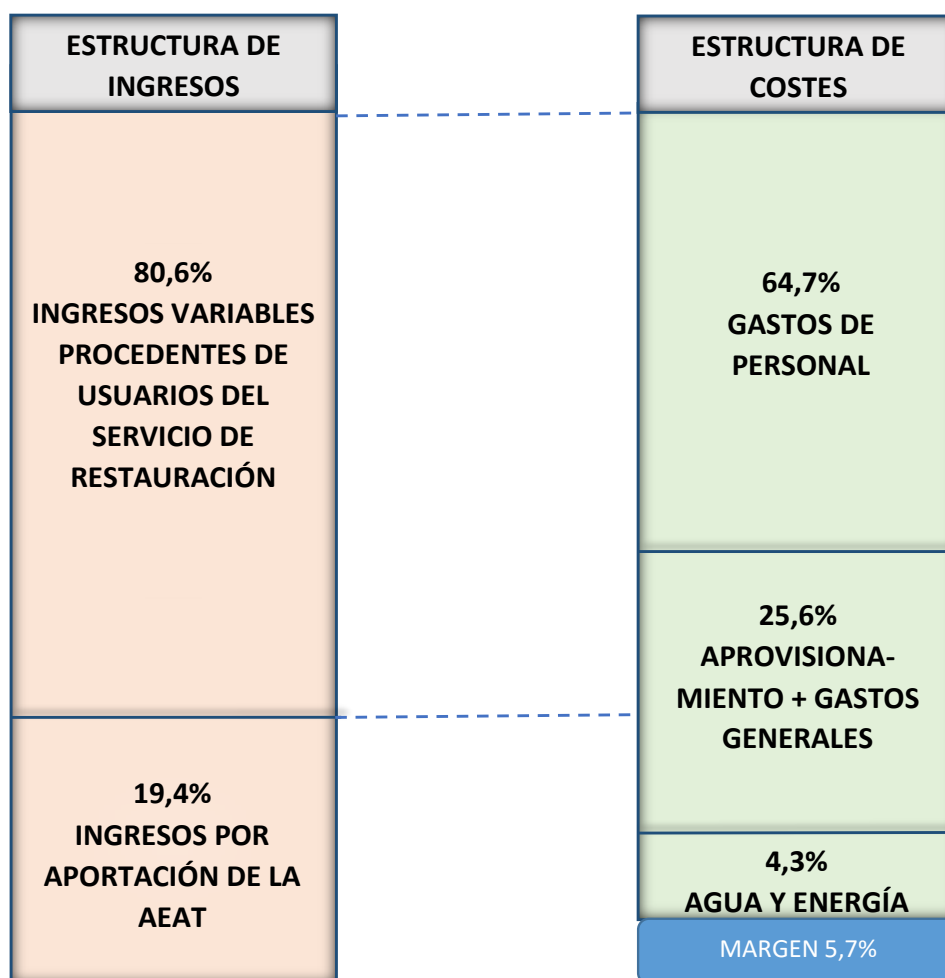 ESTRUCTURA DE
INGRESOS
80,6%
INGRESOS VARIABLES
PROCEDENTES DE
USUARIOS DEL
SERVICIO DE
RESTAURACIÓN
19,4%
INGRESOS POR
APORTACIÓN DE LA
AEAT
ESTRUCTURA DE
COSTES
64,7%
GASTOS DE
PERSONAL
25,6%
APROVISIONA-
MIENTO + GASTOS
GENERALES
4,3%
AGUA Y ENERGÍA
MARGEN 5,7%